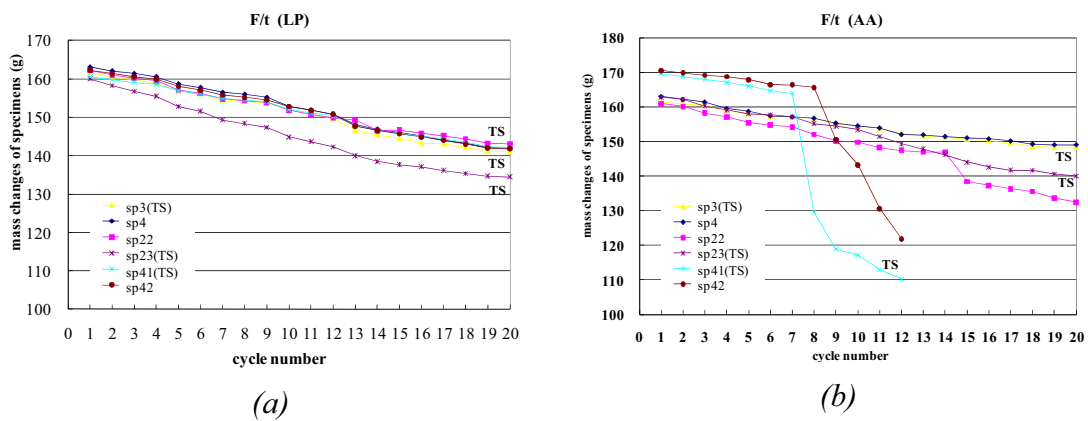 F/t (LP)
mass changes of specimens (g)
170
160
150
140
130
120
110
100
TS
TS
TS
sp3(TS)
sp4
sp22
sp23(TS)
sp41(TS)
sp42
0 1 2 3 4 5 6 7 8 9 10 11 12 13 14 15 16 17 18 19 20
cycle number
(a)
F/t (AA)
mass changes of specimens (g)
180
170
160
150
140
130
120
110
100
TS
TS
TS
sp3(TS)
sp4
sp22
sp23(TS)
sp41(TS)
sp42
0 1 2 3 4 5 6 7 8 9 10 11 12 13 14 15 16 17 18 19 20
cycle number
(b)